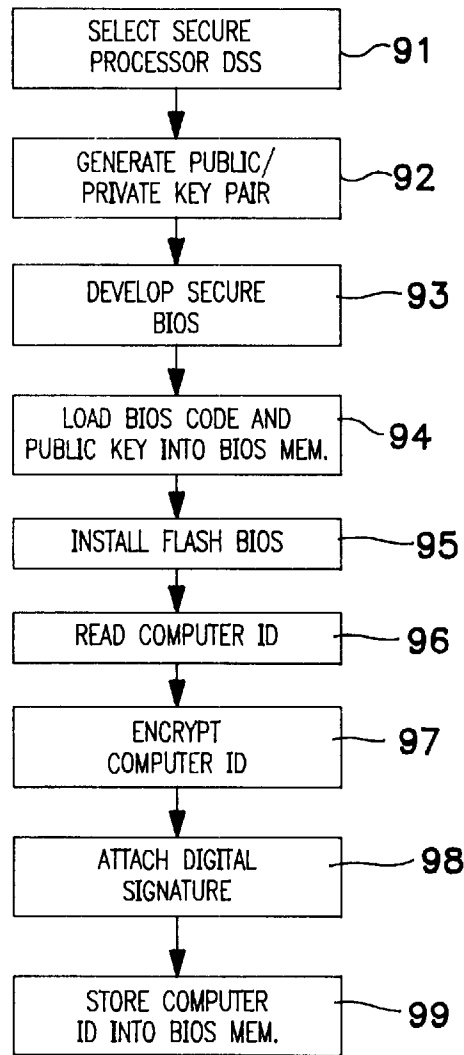 SELECT SECURE
PROCESSOR DSS
91
GENERATE PUBLIC/
PRIVATE KEY PAIR
92
DEVELOP SECURE
BIOS
93
LOAD BIOS CODE AND
PUBLIC KEY INTO BIOS MEM.
94
INSTALL FLASH BIOS
95
READ COMPUTER ID
96
ENCRYPT
COMPUTER ID
97
ATTACH DIGITAL
SIGNATURE
98
STORE COMPUTER
ID INTO BIOS MEM.
99